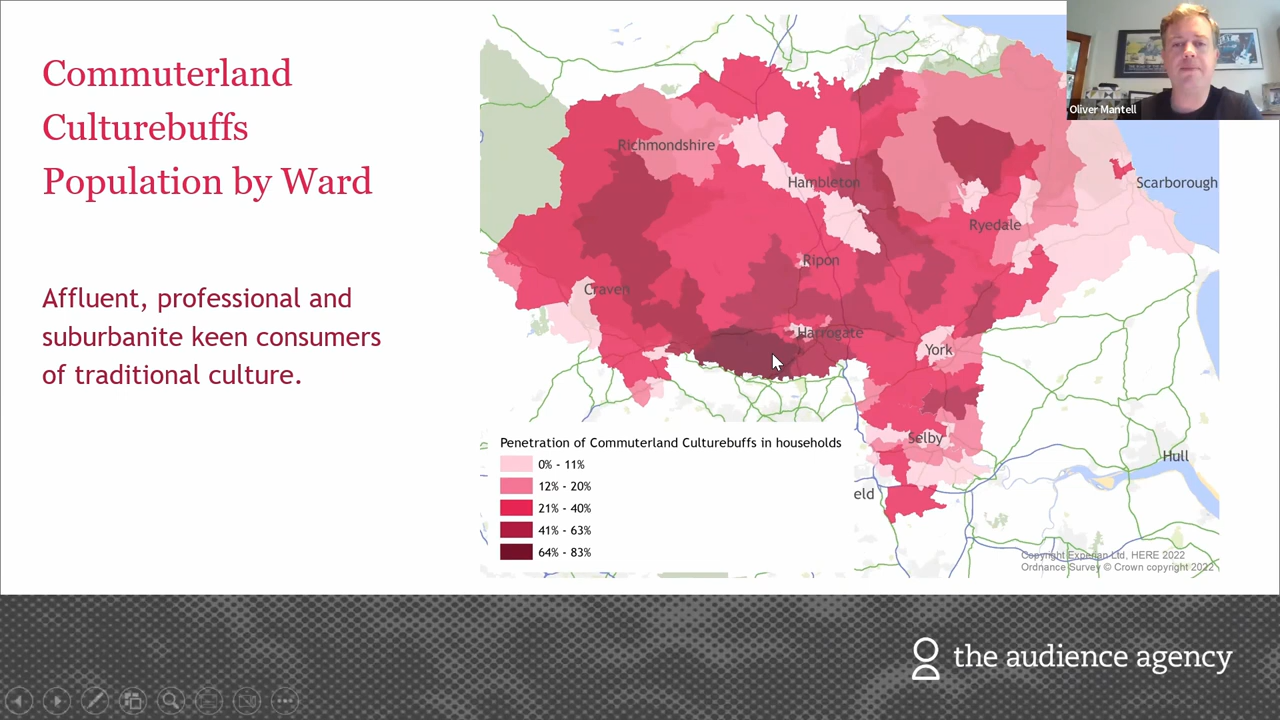 Commuterland
Culturebuffs
Population by Ward
Affluent, professional and
suburbanite keen consumers
of traditional culture.
Oliver Mantell
Richmondshire
Hambleton
Scarborough
Ryedale
Ripon
Craven
Harrogate
York
Selby
Hull
eld
Penetration of Commuterland Culturebuffs in households
0% - 11%
12% - 20%
21% - 40%
41% - 63%
64% - 83%
Copyright Experian Ltd, HERE 2022
Ordnance Survey © Crown copyright 2022
the audience agency